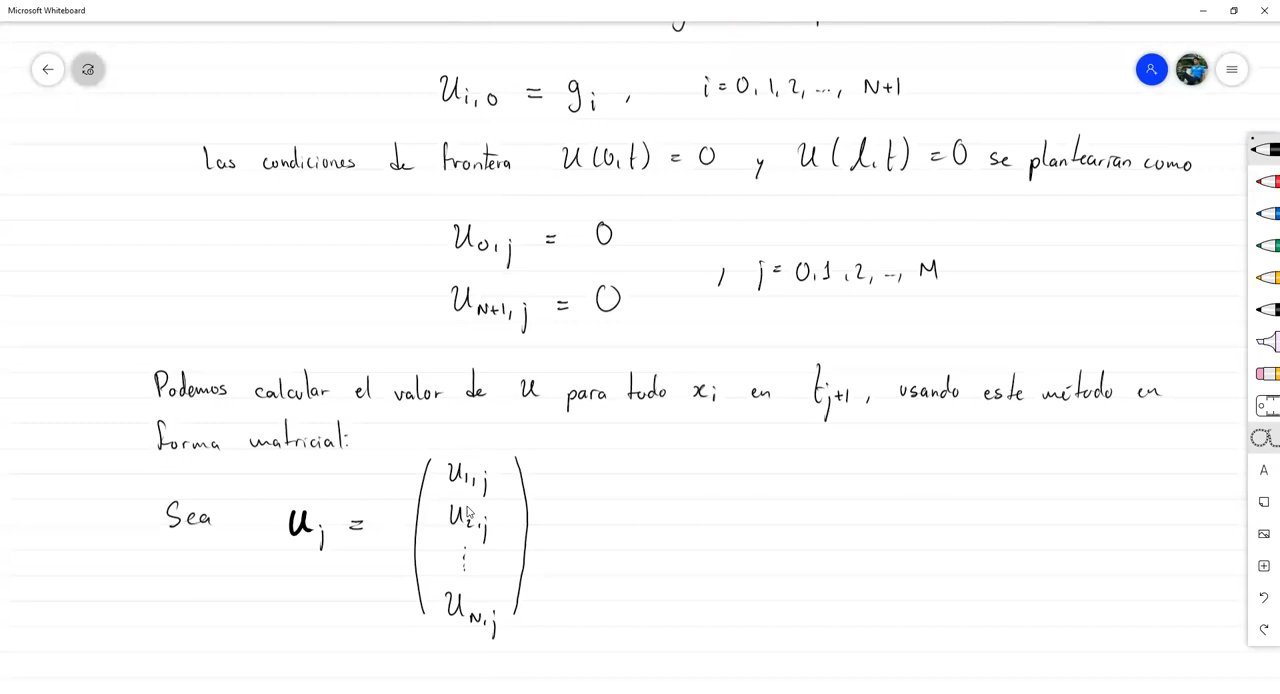 Microsoft Whiteboard
u_{i,0} = g_i , i = 0, 1, 2, ..., N+1
Las condiciones de frontera u(0,t) = 0 y u(l,t) = 0 se plantearían como
u_{0,j} = 0
u_{N+1,j} = 0 , j = 0, 1, 2, ..., M
Podemos calcular el valor de u para todo x_i en t_{j+1}, usando este método en
forma matricial:
Sea u_j =
u_{1,j}
u_{2,j}
⋮
u_{N,j}
A